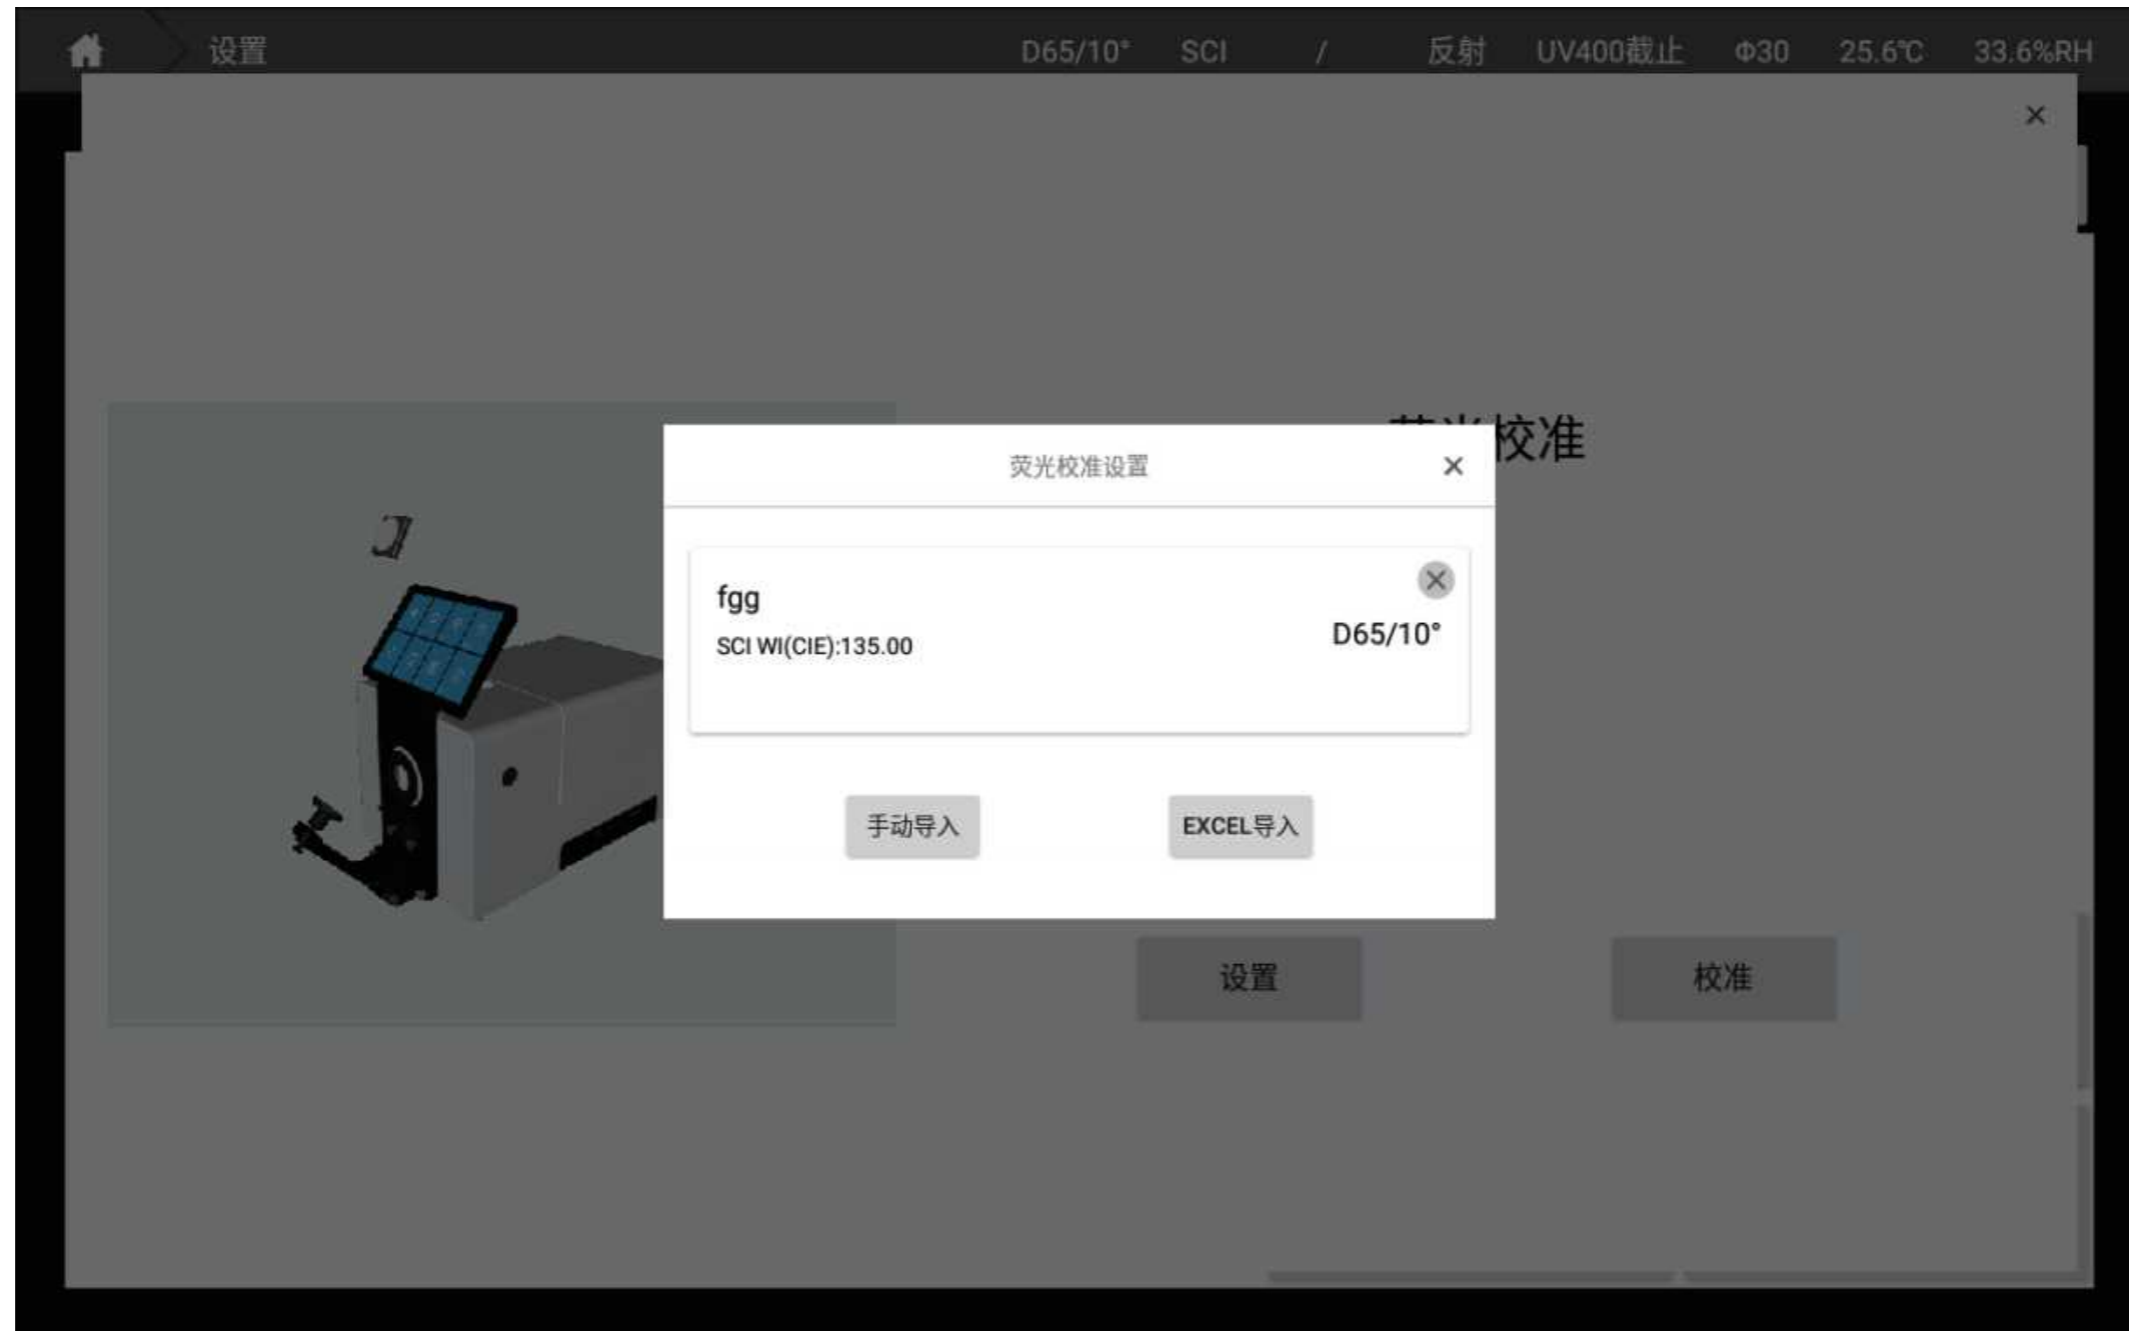 设置
D65/10° SCI / 反射 UV400截止 Φ30 25.6℃ 33.6%RH
校准
荧光校准设置
fgg
SCI WI(CIE):135.00
D65/10°
手动导入
EXCEL导入
设置
校准